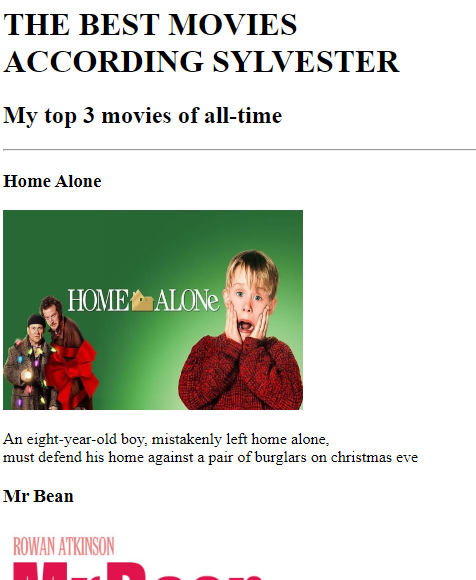 THE BEST MOVIES
ACCORDING SYLVESTER
My top 3 movies of all-time
Home Alone
HOME ALONe
An eight-year-old boy, mistakenly left home alone,
must defend his home against a pair of burglars on christmas eve
Mr Bean
ROWAN ATKINSON
Mr Bean